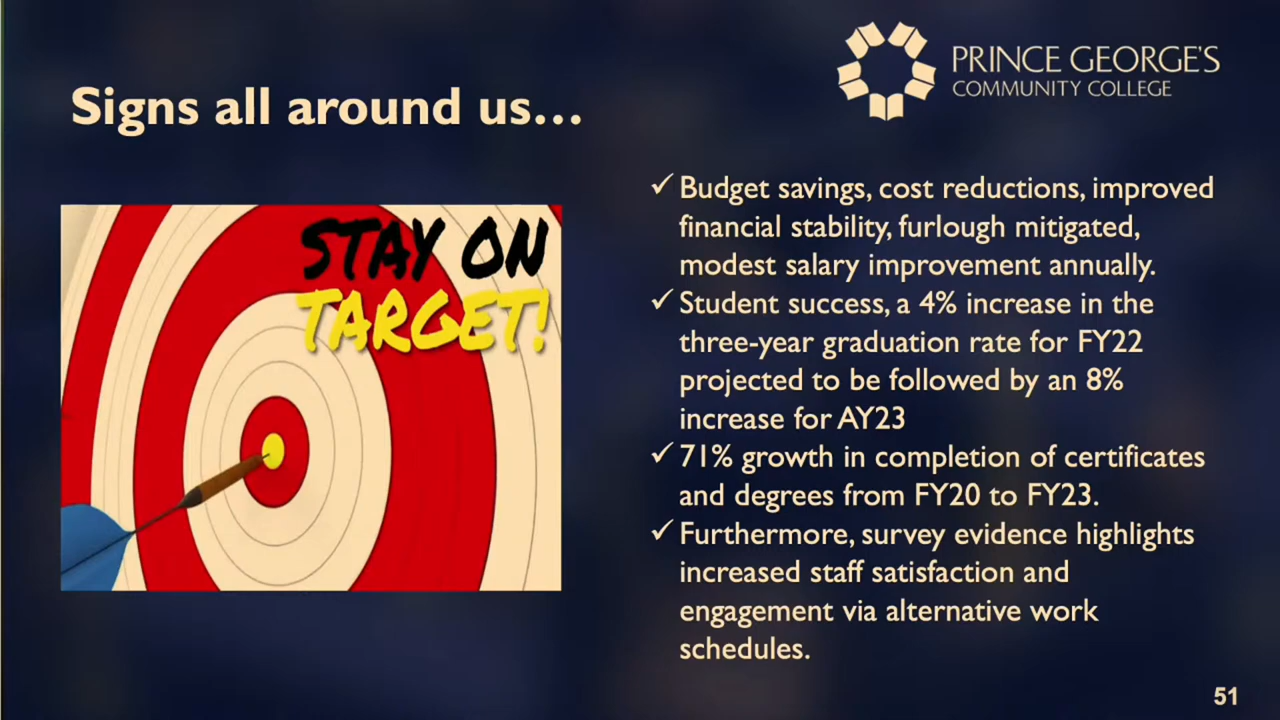 PRINCE GEORGE'S
COMMUNITY COLLEGE
Signs all around us...
STAY ON
TARGET!
✓ Budget savings, cost reductions, improved
financial stability, furlough mitigated,
modest salary improvement annually.
✓ Student success, a 4% increase in the
three-year graduation rate for FY22
projected to be followed by an 8%
increase for AY23
✓ 71% growth in completion of certificates
and degrees from FY20 to FY23.
✓ Furthermore, survey evidence highlights
increased staff satisfaction and
engagement via alternative work
schedules.
51